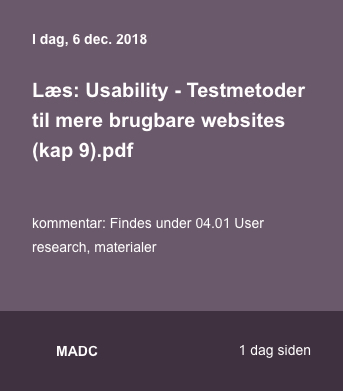 I dag, 6 dec. 2018
Læs: Usability - Testmetoder
til mere brugbare websites
(kap 9).pdf
kommentar: Findes under 04.01 User
research, materialer
MADC
1 dag siden